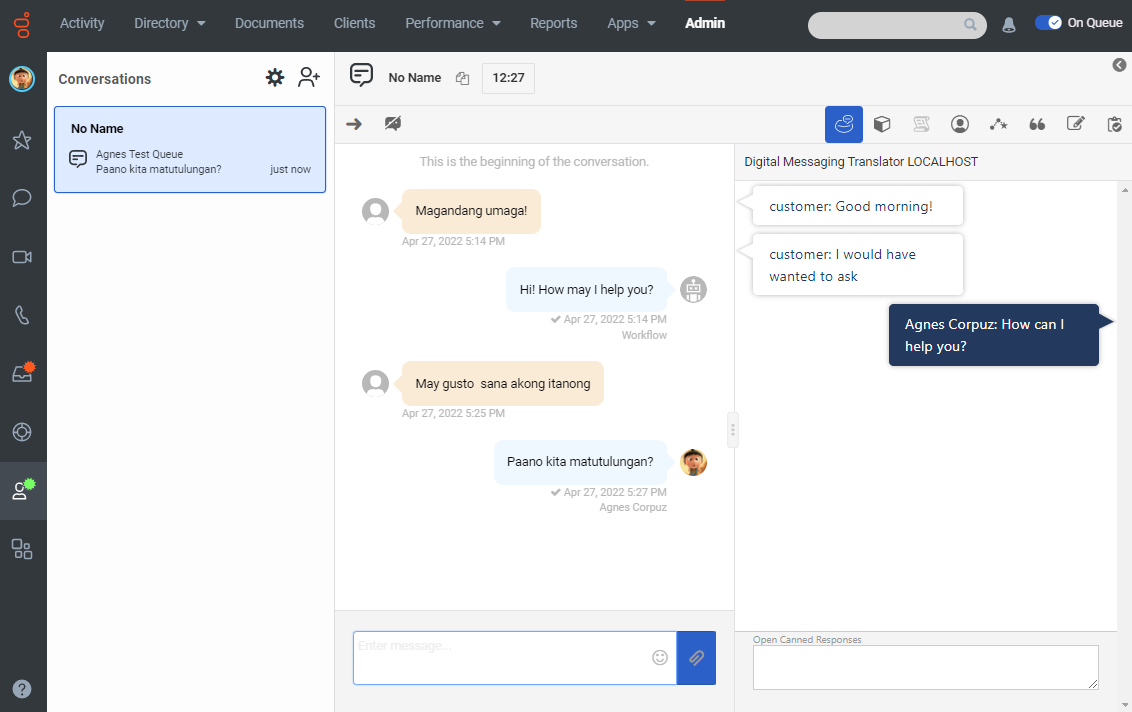 Activity
Directory
Documents
Clients
Performance
Reports
Apps
Admin
On Queue
Conversations
No Name
Agnes Test Queue
Paano kita matutulungan?
just now
No Name
12:27
This is the beginning of the conversation.
Magandang umaga!
Apr 27, 2022 5:14 PM
Hi! How may I help you?
Apr 27, 2022 5:14 PM
Workflow
May gusto  sana akong itanong
Apr 27, 2022 5:25 PM
Paano kita matutulungan?
Apr 27, 2022 5:27 PM
Agnes Corpuz
Enter message...
Digital Messaging Translator LOCALHOST
customer: Good morning!
customer: I would have
wanted to ask
Agnes Corpuz: How can I
help you?
Open Canned Responses